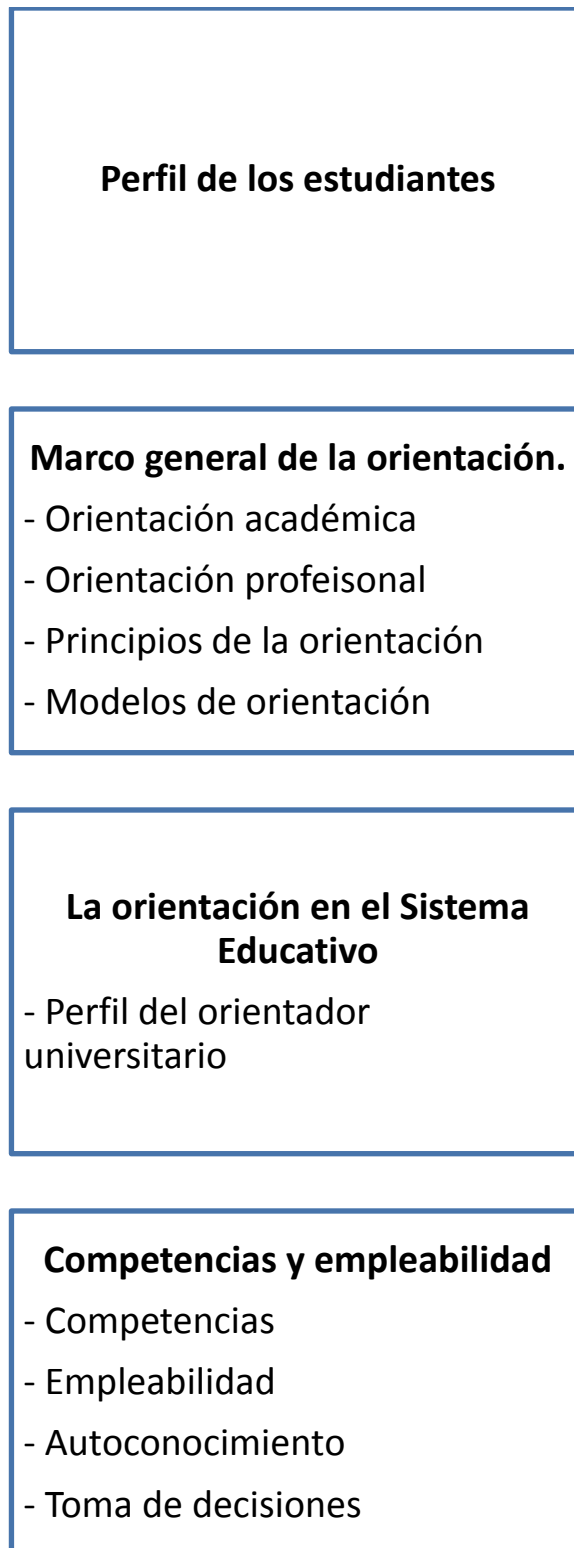 Perfil de los estudiantes
Marco general de la orientación.
- Orientación académica
- Orientación profeisonal
- Principios de la orientación
- Modelos de orientación
La orientación en el Sistema
Educativo
- Perfil del orientador
universitario
Competencias y empleabilidad
- Competencias
- Empleabilidad
- Autoconocimiento
- Toma de decisiones